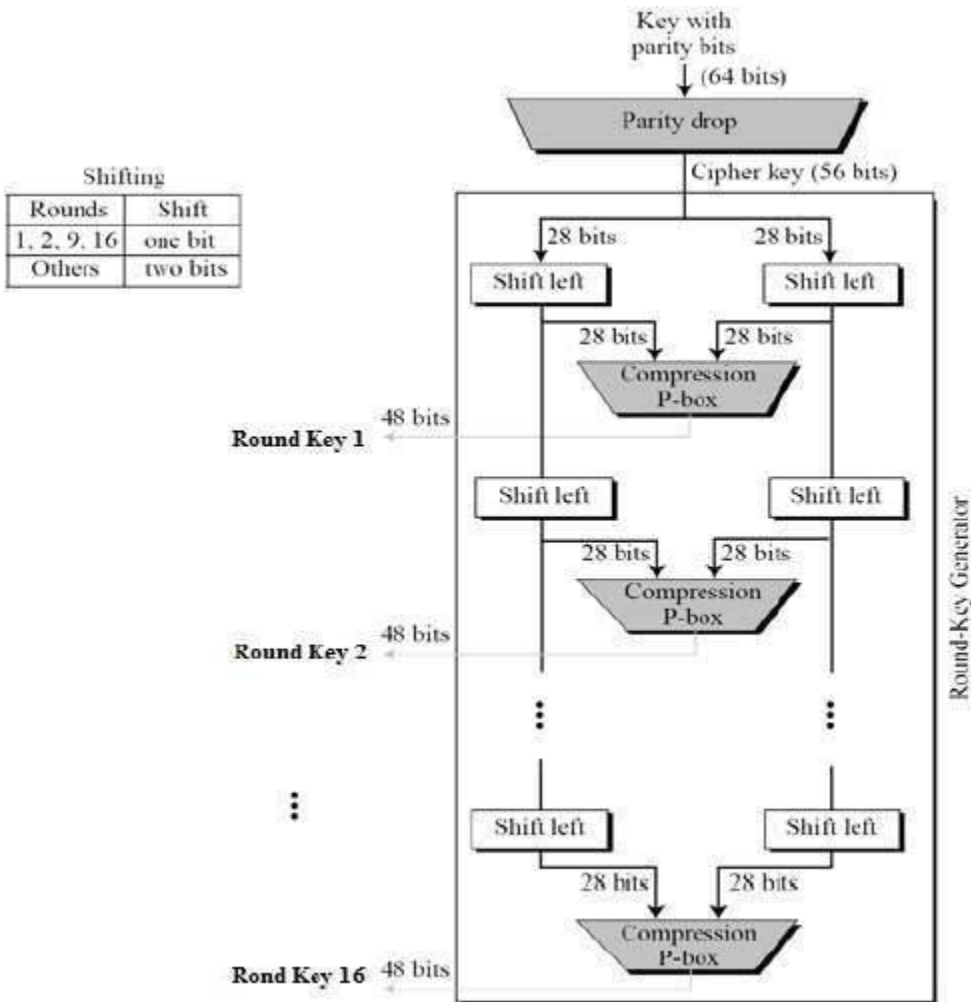 Key with
parity bits
(64 bits)
Parity drop
Cipher key (56 bits)
Shifting
Rounds Shift
1, 2, 9, 16 one bit
Others two bits
28 bits 28 bits
Shift left Shift left
28 bits 28 bits
Compression
P-box
48 bits
Round Key 1
Shift left Shift left
28 bits 28 bits
Compression
P-box
48 bits
Round Key 2
Round-Key Generator
Shift left Shift left
28 bits 28 bits
Compression
P-box
48 bits
Rond Key 16